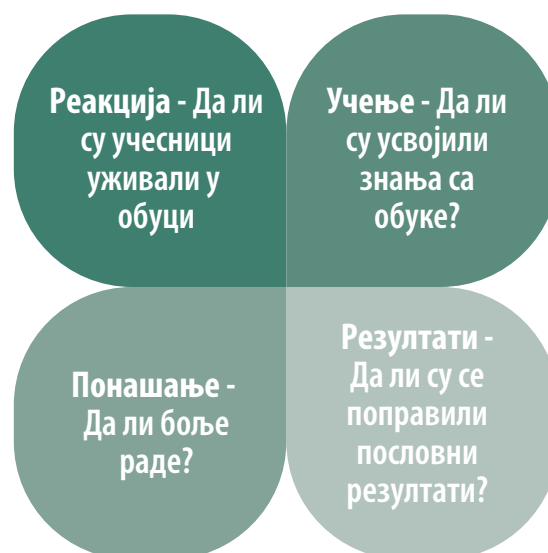 Реакција - Да ли
су учесници
уживали у
обуци
Учење - Да ли
су усвојили
знања са
обуке?
Понашање -
Да ли боље
раде?
Резултати -
Да ли су се
поправили
пословни
резултати?